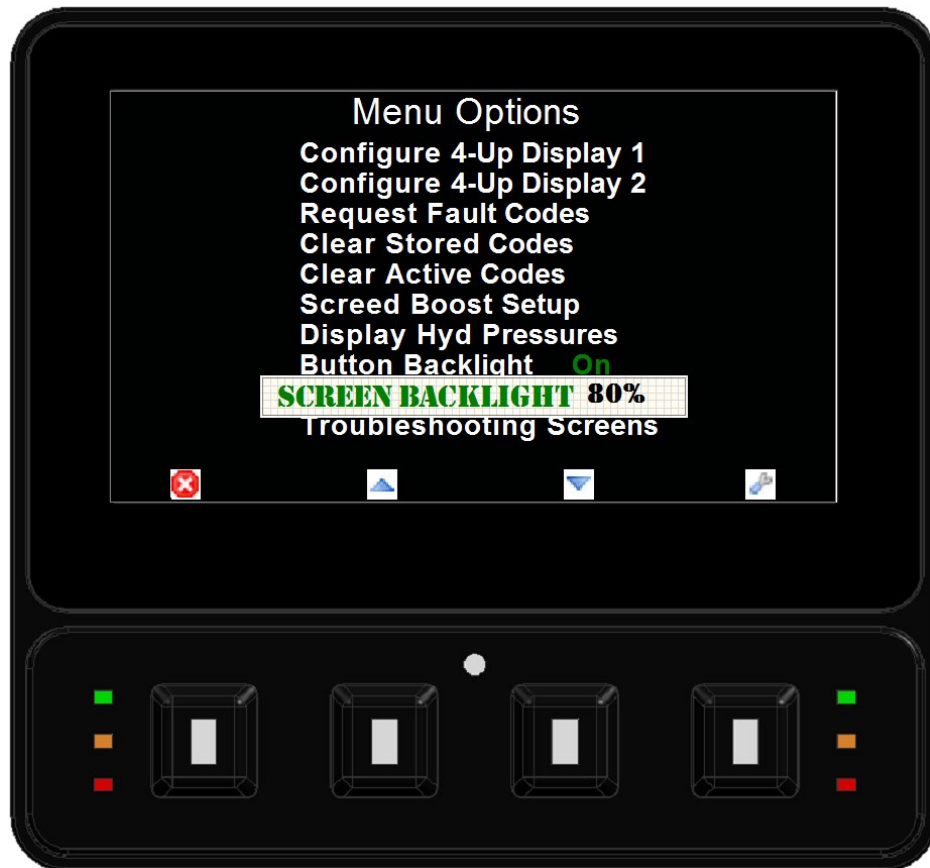 Menu Options
Configure 4-Up Display 1
Configure 4-Up Display 2
Request Fault Codes
Clear Stored Codes
Clear Active Codes
Screed Boost Setup
Display Hyd Pressures
Button Backlight On
SCREEN BACKLIGHT 80%
Troubleshooting Screens